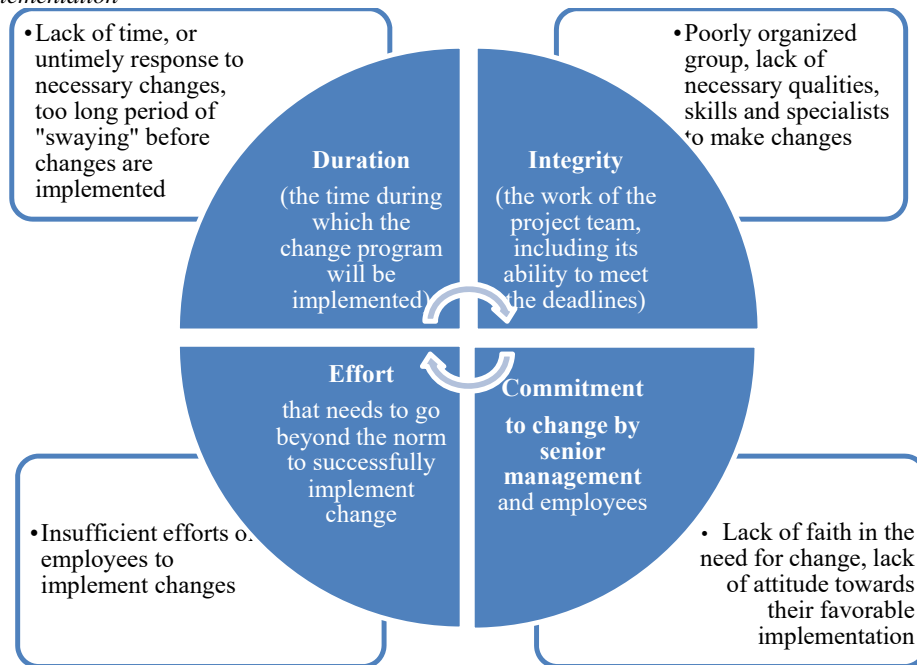 • Lack of time, or
untimely response to
necessary changes,
too long period of
"swaying" before
changes are
implemented
• Poorly organized
group, lack of
necessary qualities,
skills and specialists
to make changes
Duration
(the time during
which the
change program
will be
implemented)
Integrity
(the work of the
project team,
including its
ability to meet
the deadlines)
Effort
that needs to go
beyond the norm
to successfully
implement
change
Commitment
to change by
senior
management
and employees
• Insufficient efforts
employees to
implement changes
• Lack of faith in the
need for change, lack
of attitude towards
their favorable
implementation